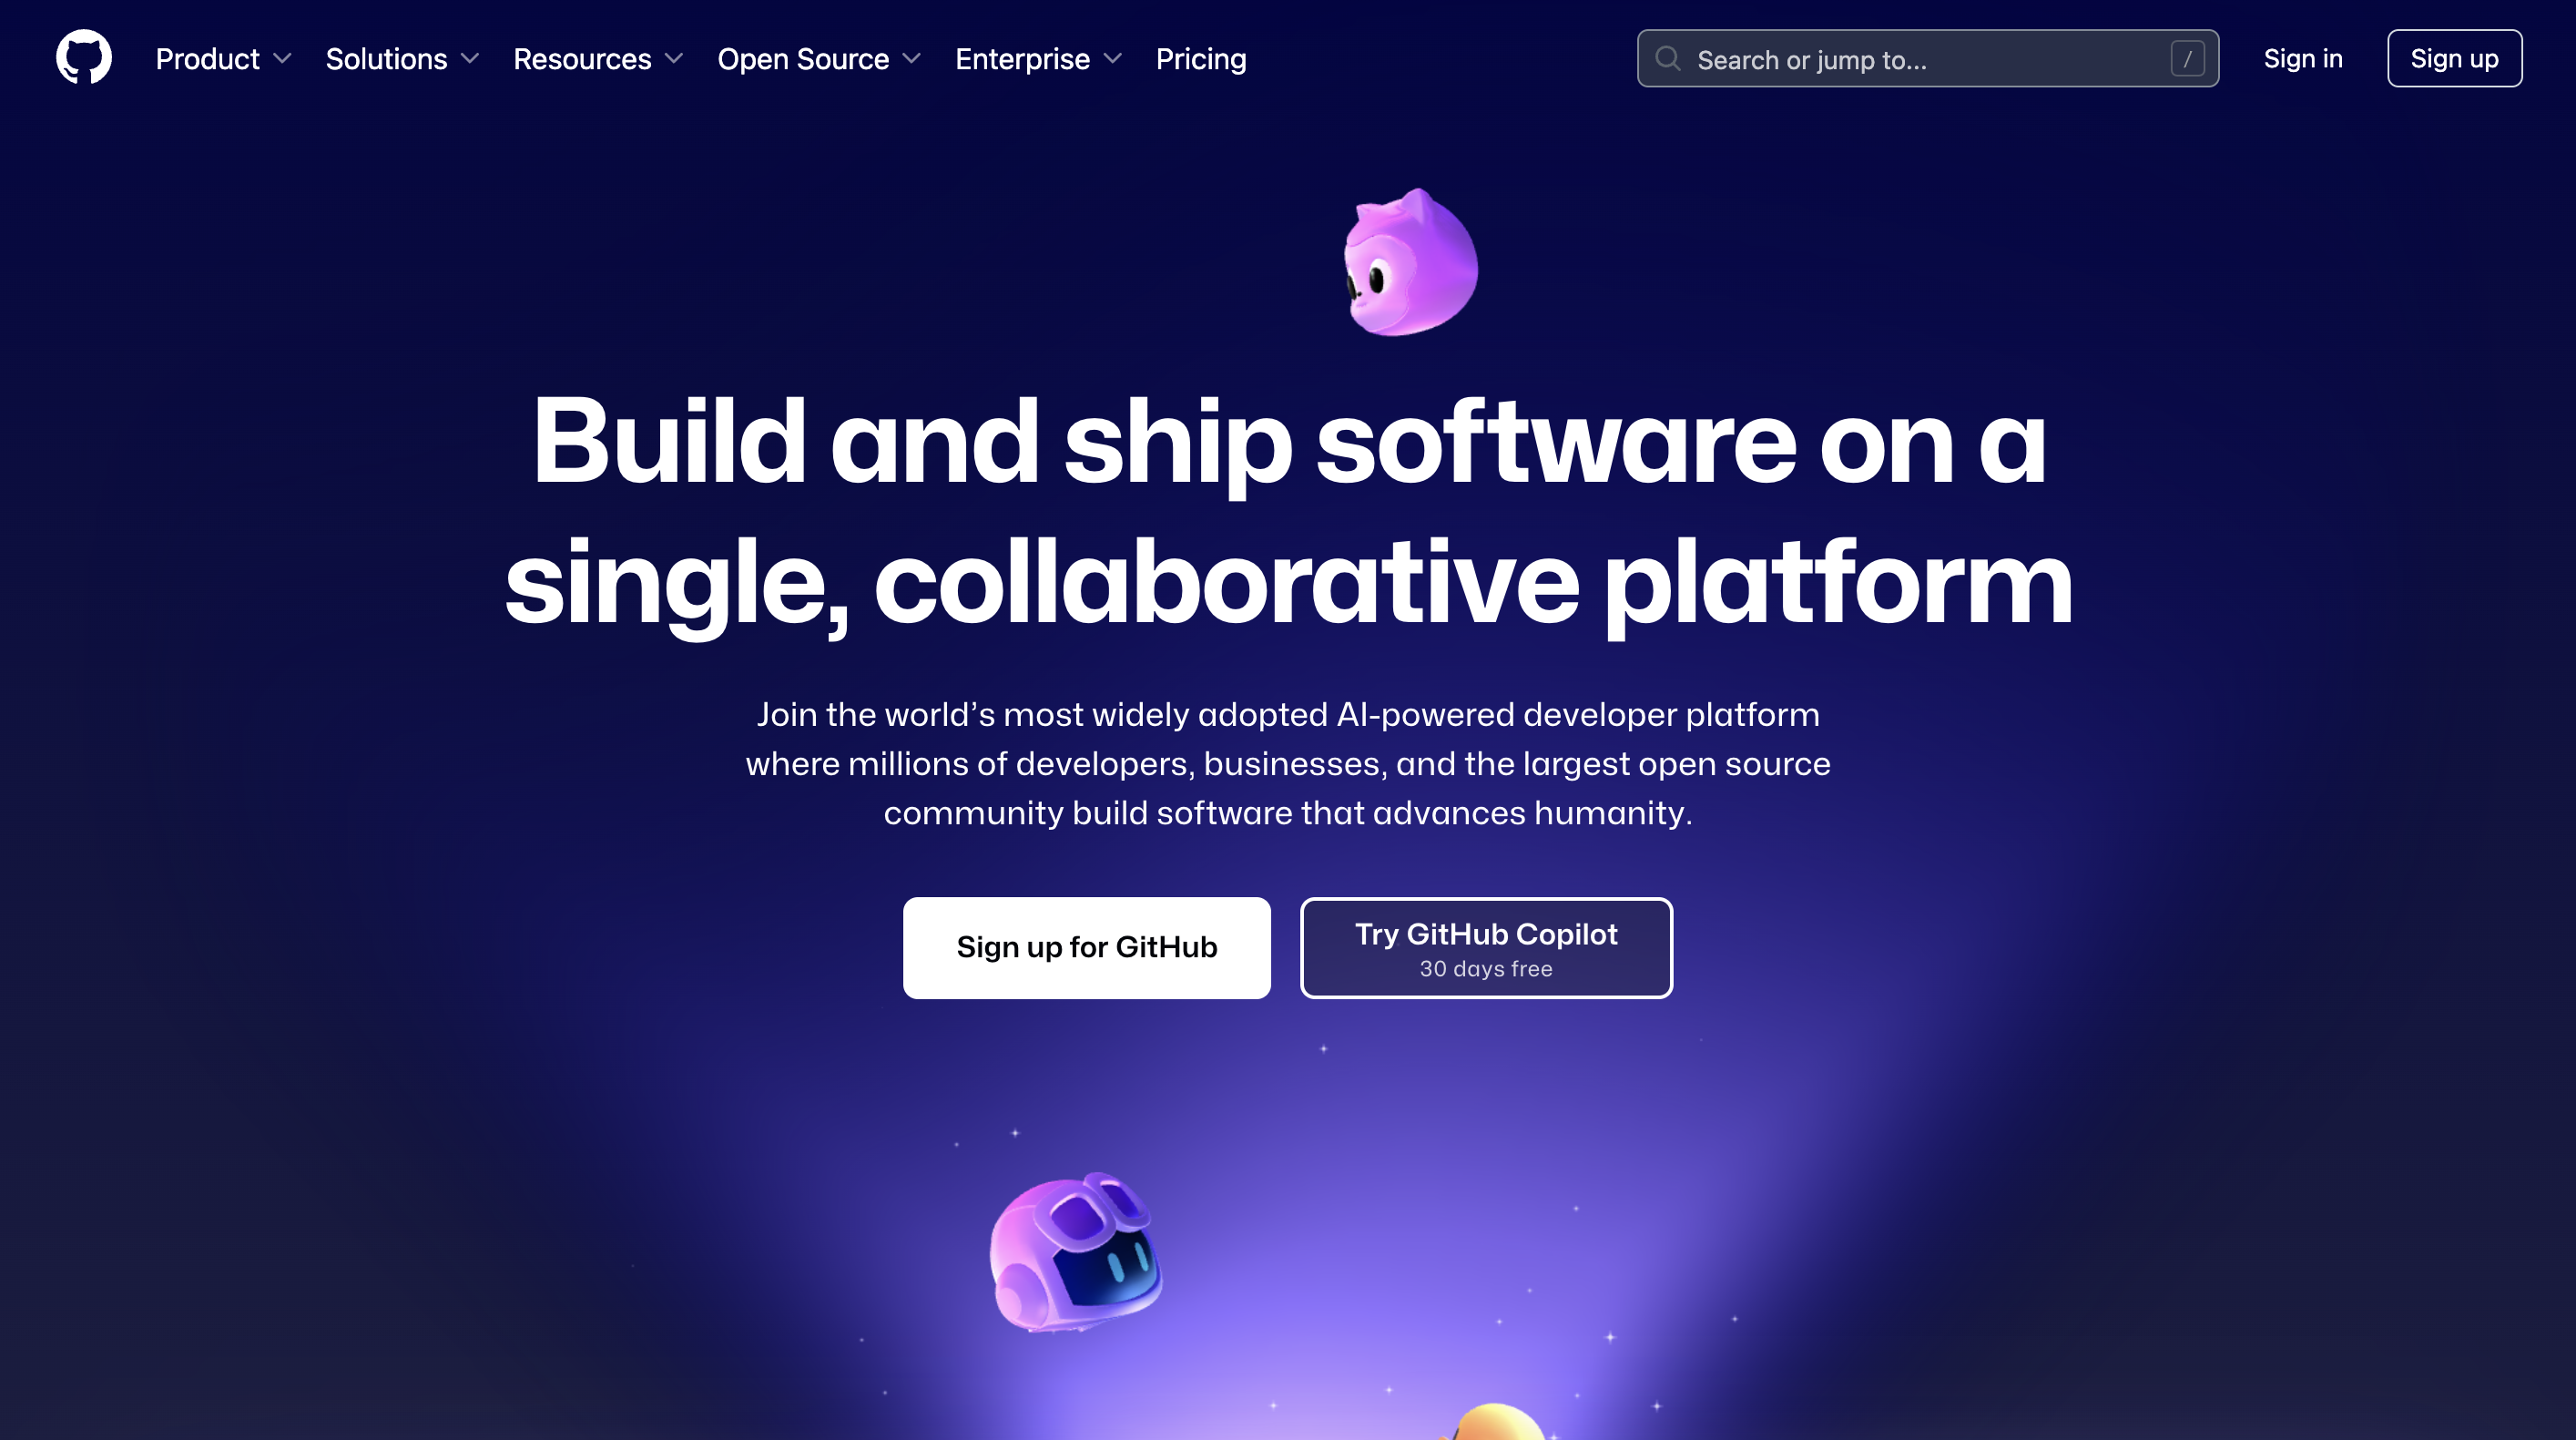 Product
Solutions
Resources
Open Source
Enterprise
Pricing
Search or jump to...
/
Sign in
Sign up
Build and ship software on a
single, collaborative platform
Join the world’s most widely adopted AI-powered developer platform
where millions of developers, businesses, and the largest open source
community build software that advances humanity.
Sign up for GitHub
Try GitHub Copilot
30 days free